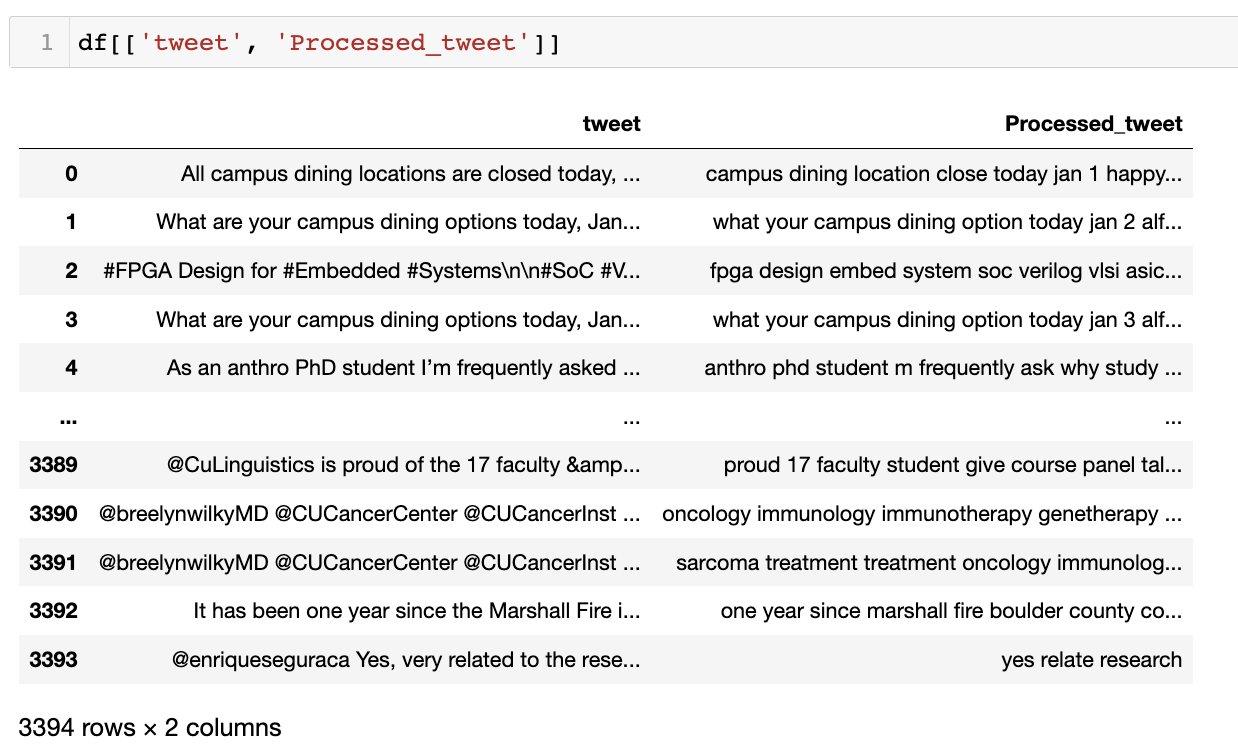 1 df[['tweet', 'Processed_tweet']]
tweet Processed_tweet
0 All campus dining locations are closed today, ... campus dining location close today jan 1 happy...
1 What are your campus dining options today, Jan... what your campus dining option today jan 2 alf...
2 #FPGA Design for #Embedded #Systems\n\n#SoC #V... fpga design embed system soc verilog vlsi asic...
3 What are your campus dining options today, Jan... what your campus dining option today jan 3 alf...
4 As an anthro PhD student I’m frequently asked ... anthro phd student m frequently ask why study ...
... ... ...
3389 @CuLinguistics is proud of the 17 faculty &amp... proud 17 faculty student give course panel tal...
3390 @breelynwilkyMD @CUCancerCenter @CUCancerInst ... oncology immunology immunotherapy genetherapy ...
3391 @breelynwilkyMD @CUCancerCenter @CUCancerInst ... sarcoma treatment treatment oncology immunolog...
3392 It has been one year since the Marshall Fire i... one year since marshall fire boulder county co...
3393 @enriqueseguraca Yes, very related to the rese... yes relate research
3394 rows × 2 columns